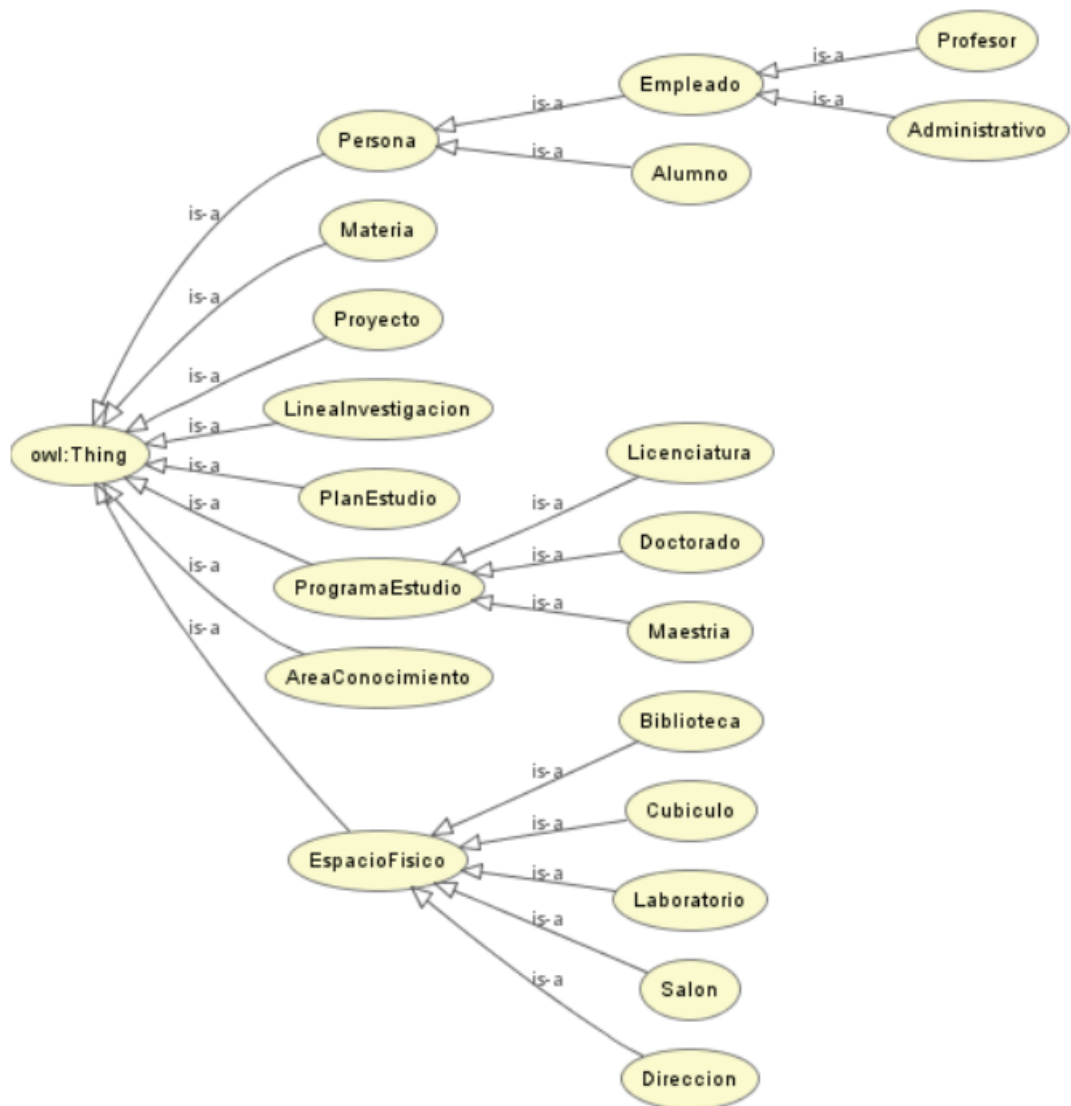 Profesor
is-a
Empleado
is-a
is-a
Administrativo
Persona
is-a
Alumno
is-a
Materia
is-a
Proyecto
is-a
LineaInvestigacion
is-a
owl:Thing
is-a
PlanEstudio
is-a
ProgramaEstudio
Licenciatura
is-a
Doctorado
is-a
Maestria
is-a
is-a
AreaConocimiento
is-a
Biblioteca
is-a
Cubiculo
is-a
EspacioFisico
is-a
Laboratorio
is-a
Salon
is-a
Direccion